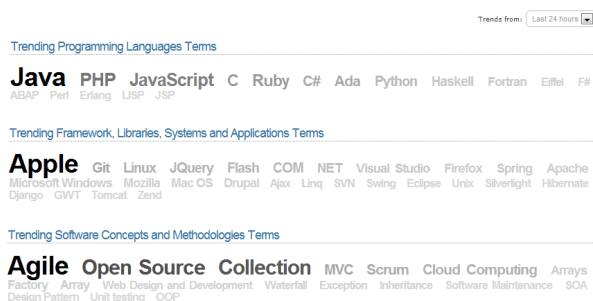 Trends from: Last 24 hours
Trending Programming Languages Terms
Java PHP JavaScript C Ruby C# Ada Python Haskell Fortran Eiffel F#
ABAP Perl Erlang LISP JSP
Trending Framework, Libraries, Systems and Applications Terms
Apple Git Linux JQuery Flash COM NET Visual Studio Firefox Spring Apache
Microsoft Windows Mozilla Mac OS Drupal Ajax Linq SVN Swing Eclipse Unix Silverlight Hibernate
Django GWT Tomcat Zend
Trending Software Concepts and Methodologies Terms
Agile Open Source Collection MVC Scrum Cloud Computing Arrays
Factory Array Web Design and Development Waterfall Exception Inheritance Software Maintenance SOA
Design Pattern Unit testing OOP